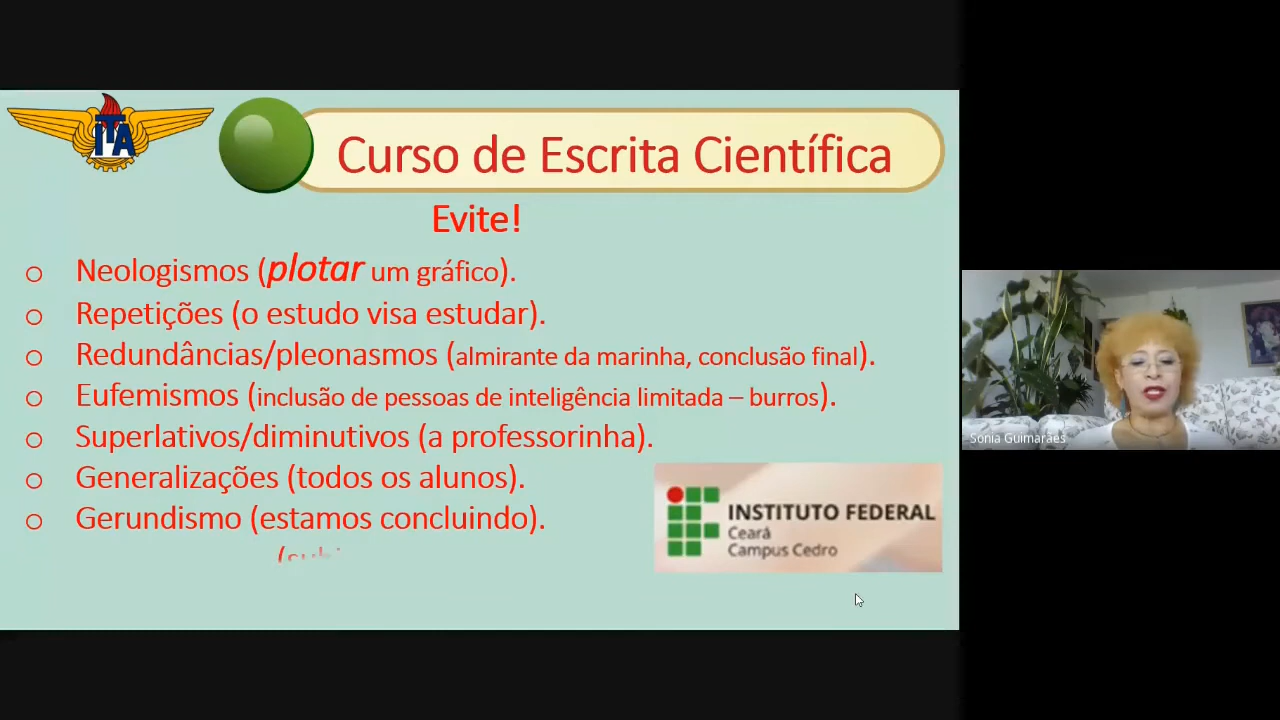 ITA
Curso de Escrita Científica
Evite!
o Neologismos (plotar um gráfico).
o Repetições (o estudo visa estudar).
o Redundâncias/pleonasmos (almirante da marinha, conclusão final).
o Eufemismos (inclusão de pessoas de inteligência limitada – burros).
o Superlativos/diminutivos (a professorinha).
o Generalizações (todos os alunos).
o Gerundismo (estamos concluindo).
INSTITUTO FEDERAL
Ceará
Campus Cedro
Sonia Guimarães